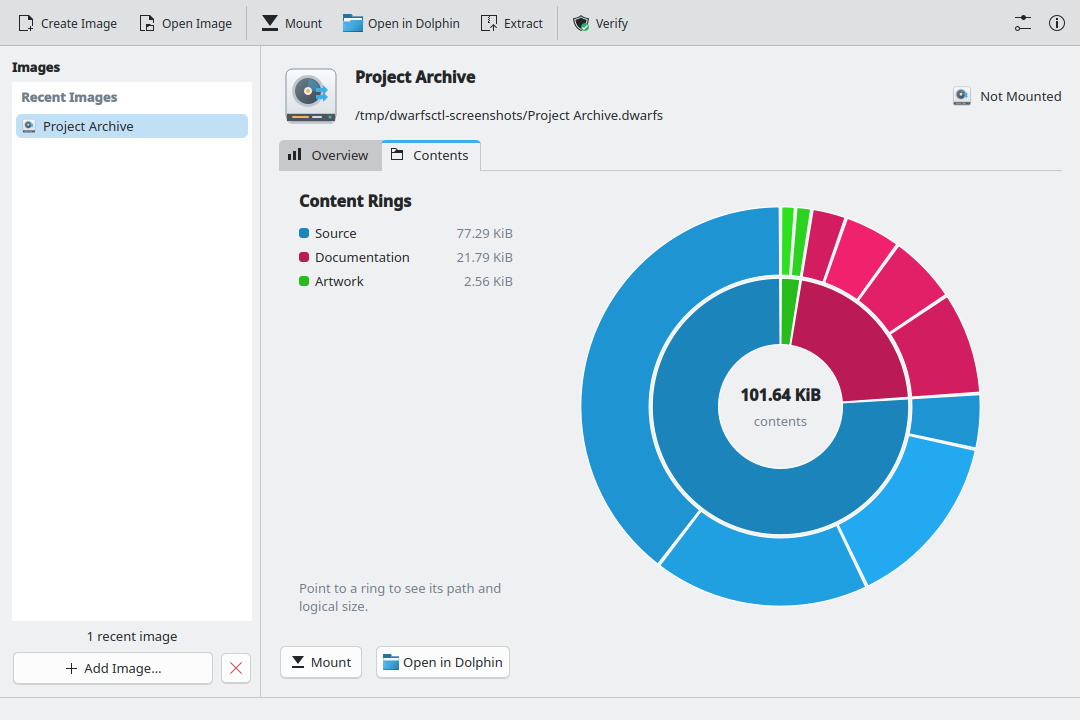 Create Image
Open Image
Mount
Open in Dolphin
Extract
Verify
Images
Recent Images
Project Archive
1 recent image
Add Image...
Project Archive
/tmp/dwarfsctl-screenshots/Project Archive.dwarfs
Not Mounted
Overview
Contents
Content Rings
Source 77.29 KiB
Documentation 21.79 KiB
Artwork 2.56 KiB
101.64 KiB
contents
Point to a ring to see its path and
logical size.
Mount
Open in Dolphin